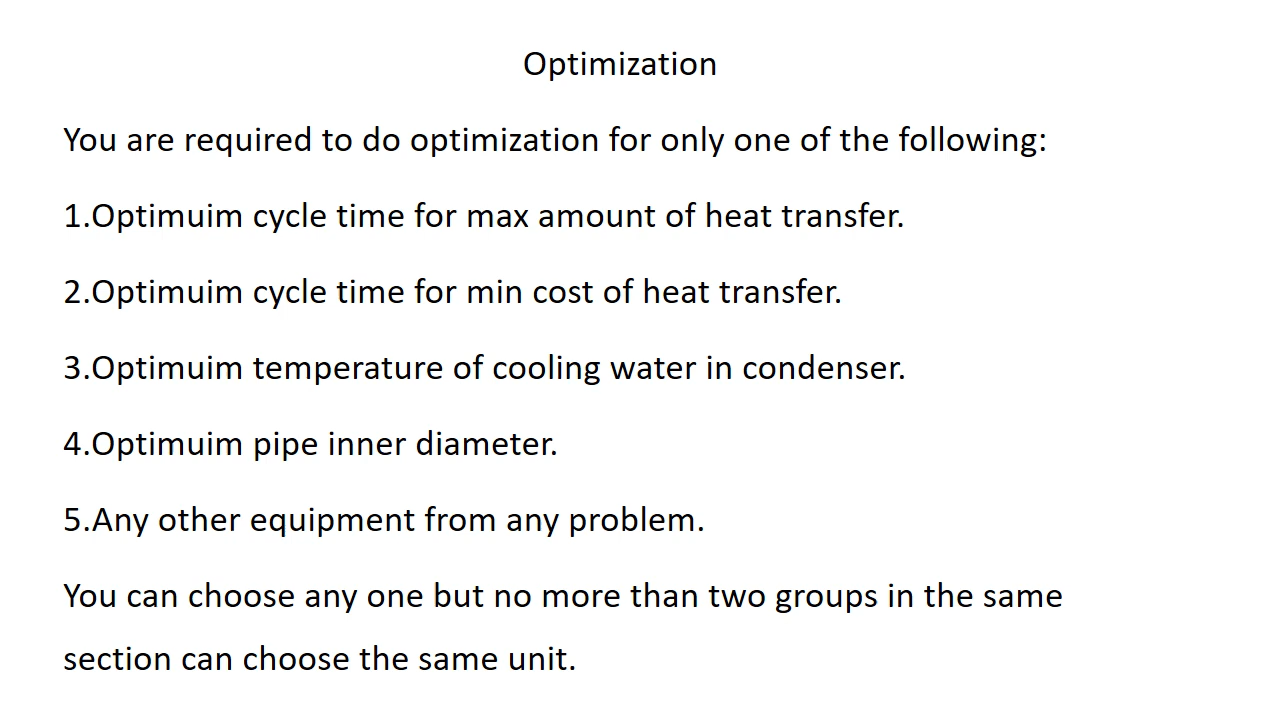 Optimization
You are required to do optimization for only one of the following:
1.Optimuim cycle time for max amount of heat transfer.
2.Optimuim cycle time for min cost of heat transfer.
3.Optimuim temperature of cooling water in condenser.
4.Optimuim pipe inner diameter.
5.Any other equipment from any problem.
You can choose any one but no more than two groups in the same
section can choose the same unit.